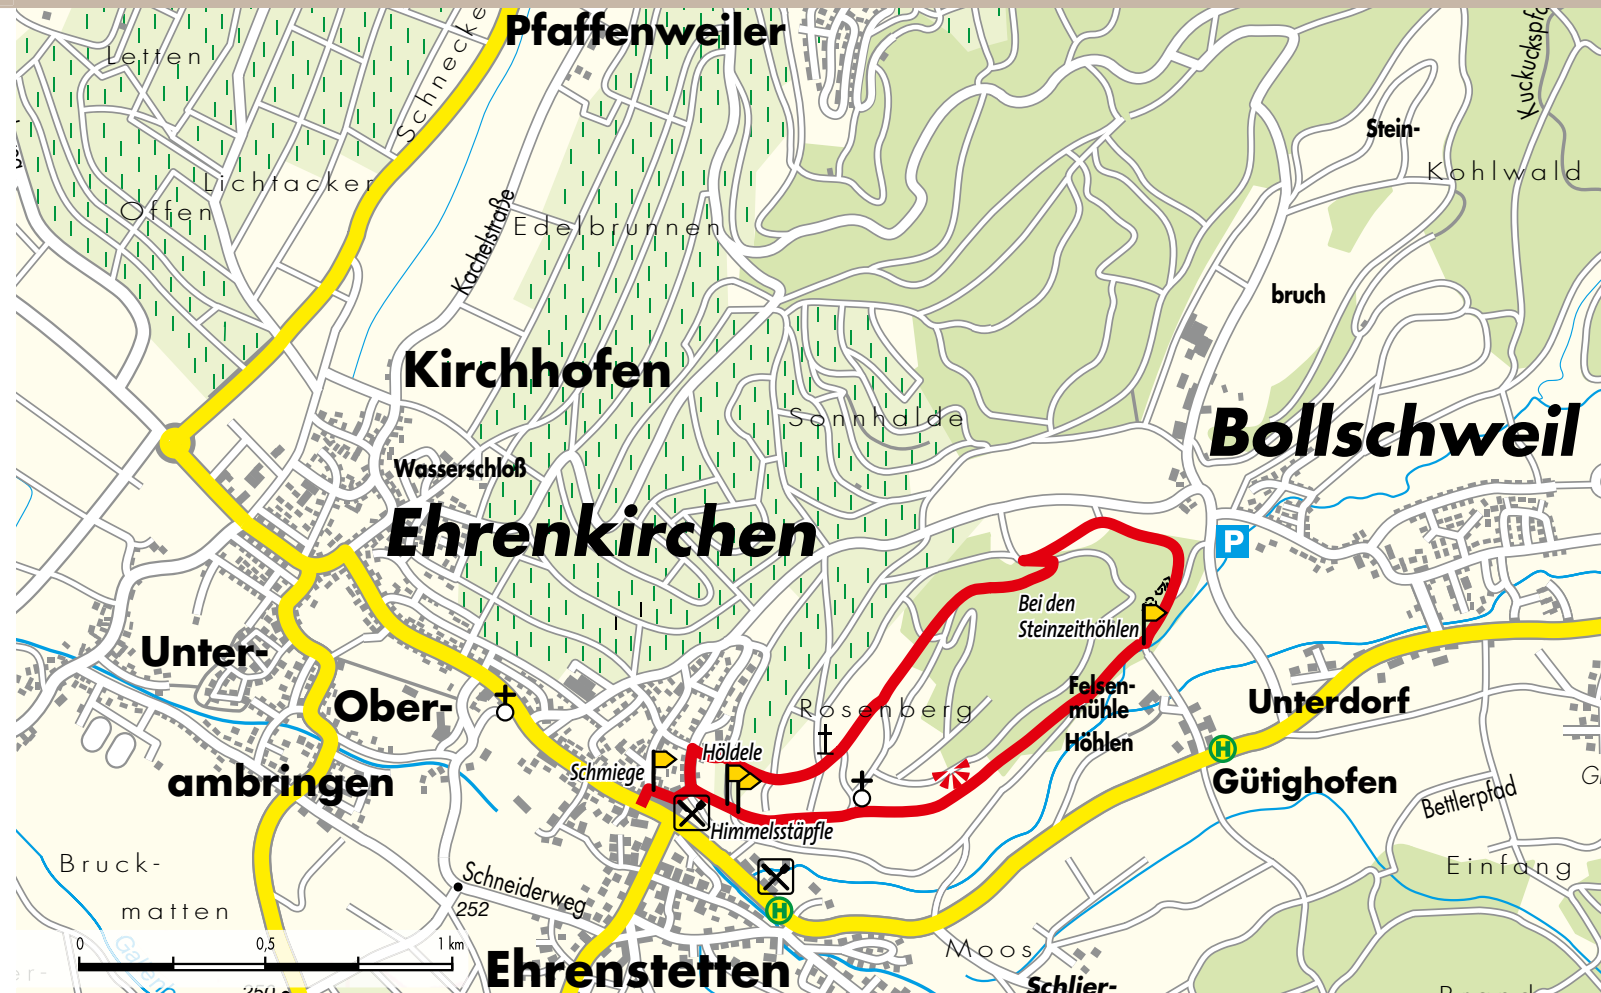 Pfaffenweiler
Letten
Schnecke
Kuckuckspf
Stein-
Kohlwald
Lichtacker
Offen
Kachelstraße
Edelbrunnen
bruch
Kirchhofen
Sonnhalde
Bollschweil
Wasserschloß
Ehrenkirchen
P
Bei den
Steinzeithöhlen
Unter-
Ober-
Felsen-
mühle
Höhlen
Rosenberg
Unterdorf
H
Höldele
Schmiege
ambringen
Gütighofen
Bettlerpfad
Himmelsstäpfle
Bruck-
matten
Schneiderweg
252
H
Einfang
Moos
0 0,5 1 km
Ehrenstetten
Schlier-